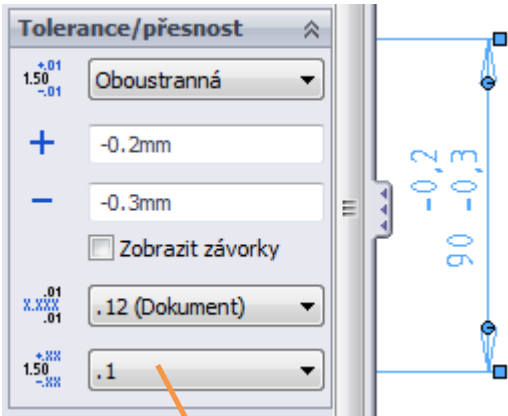 Tolerance/přesnost
1.50 +.01 -.01
Oboustranná
+
-0.2mm
−
-0.3mm
Zobrazit závorky
X.XXX .01 .01
.12 (Dokument)
1.50 +.XX -.XX
.1
90 -0,2 -0,3